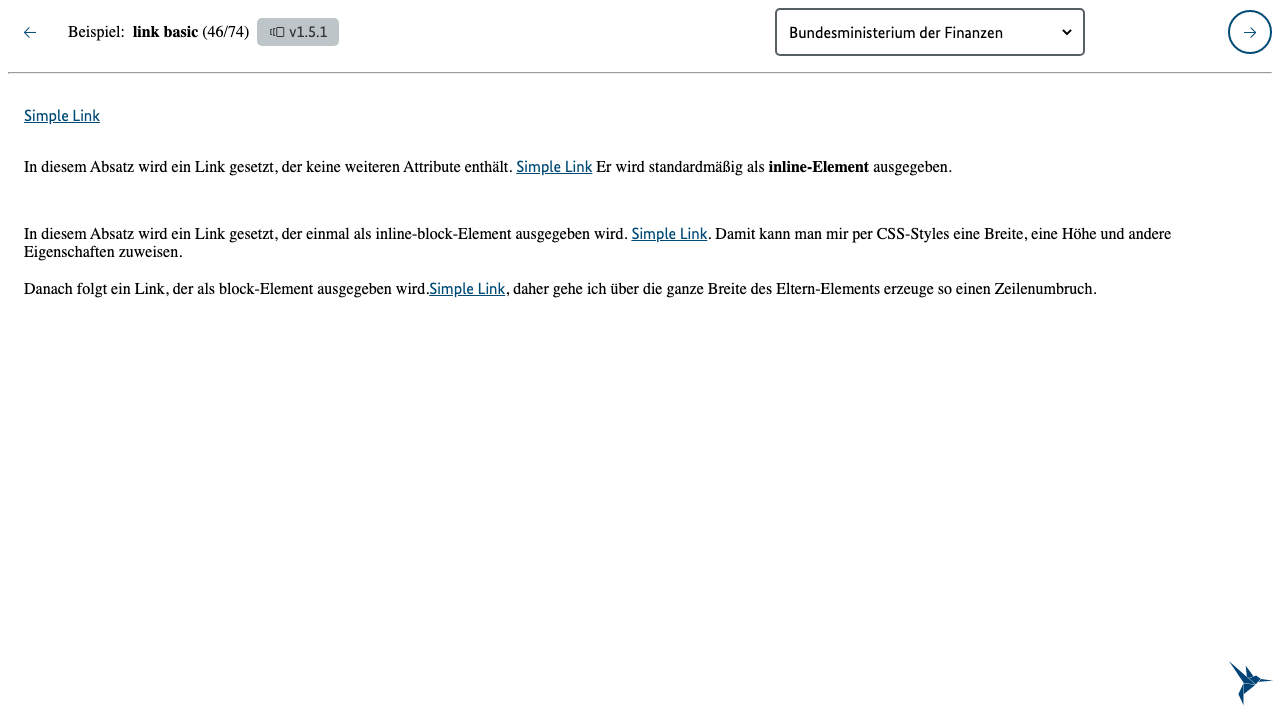 Beispiel: link basic (46/74) v1.5.1 Bundesministerium der Finanzen
Simple Link
In diesem Absatz wird ein Link gesetzt, der keine weiteren Attribute enthält. Simple Link Er wird standardmäßig als inline-Element ausgegeben.
In diesem Absatz wird ein Link gesetzt, der einmal als inline-block-Element ausgegeben wird. Simple Link. Damit kann man mir per CSS-Styles eine Breite, eine Höhe und andere
Eigenschaften zuweisen.
Danach folgt ein Link, der als block-Element ausgegeben wird.Simple Link, daher gehe ich über die ganze Breite des Eltern-Elements erzeuge so einen Zeilenumbruch.